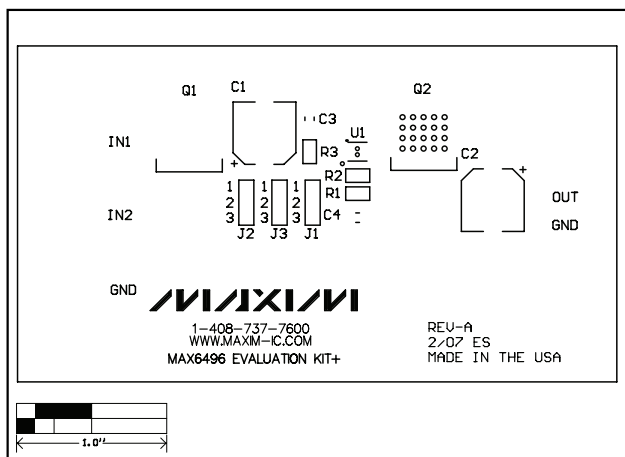 Q1
C1
Q2
C3
U1
IN1
R3
C2
+
+
R2
1 1 1
R1
OUT
IN2
2 2 2
3 3 3
C4
GND
J2 J3 J1
GND
MAXIM
1-408-737-7600
WWW.MAXIM-IC.COM
MAX6496 EVALUATION KIT+
REV-A
2/07 ES
MADE IN THE USA
1.0"